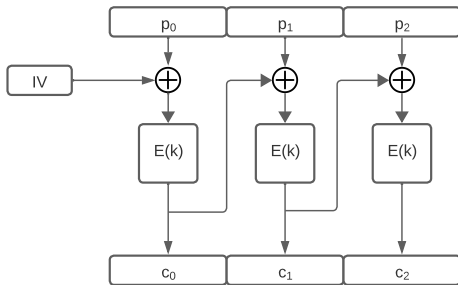 p₀ p₁ p₂
IV
E(k) E(k) E(k)
c₀ c₁ c₂